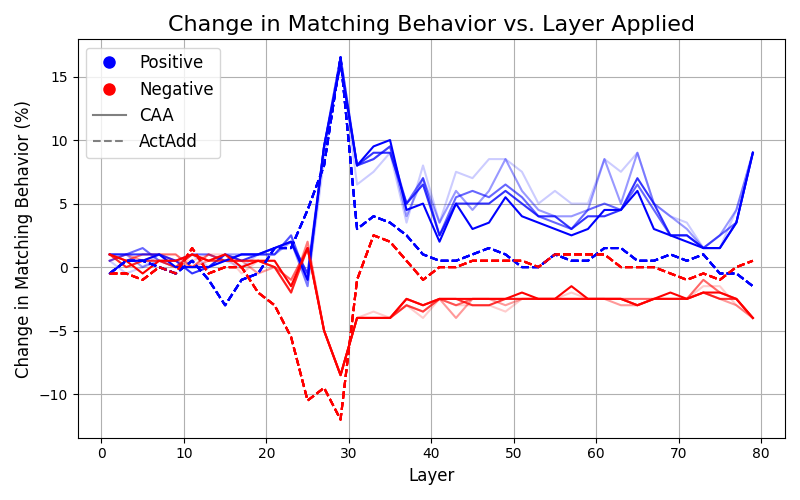 Change in Matching Behavior vs. Layer Applied
Change in Matching Behavior (%)
Positive
Negative
CAA
ActAdd
15
10
5
0
−5
−10
0 10 20 30 40 50 60 70 80
Layer